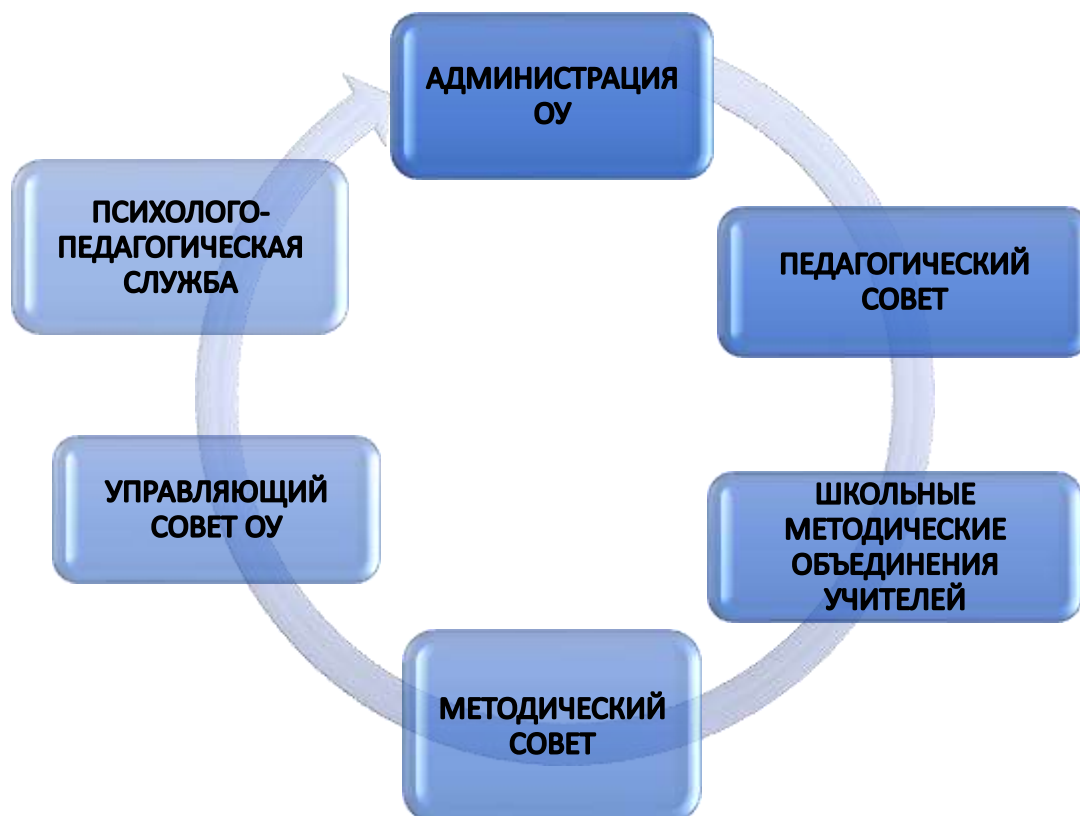 АДМИНИСТРАЦИЯ
ОУ
ПЕДАГОГИЧЕСКИЙ
СОВЕТ
ШКОЛЬНЫЕ
МЕТОДИЧЕСКИЕ
ОБЪЕДИНЕНИЯ
УЧИТЕЛЕЙ
МЕТОДИЧЕСКИЙ
СОВЕТ
УПРАВЛЯЮЩИЙ
СОВЕТ ОУ
ПСИХОЛОГО-
ПЕДАГОГИЧЕСКАЯ
СЛУЖБА